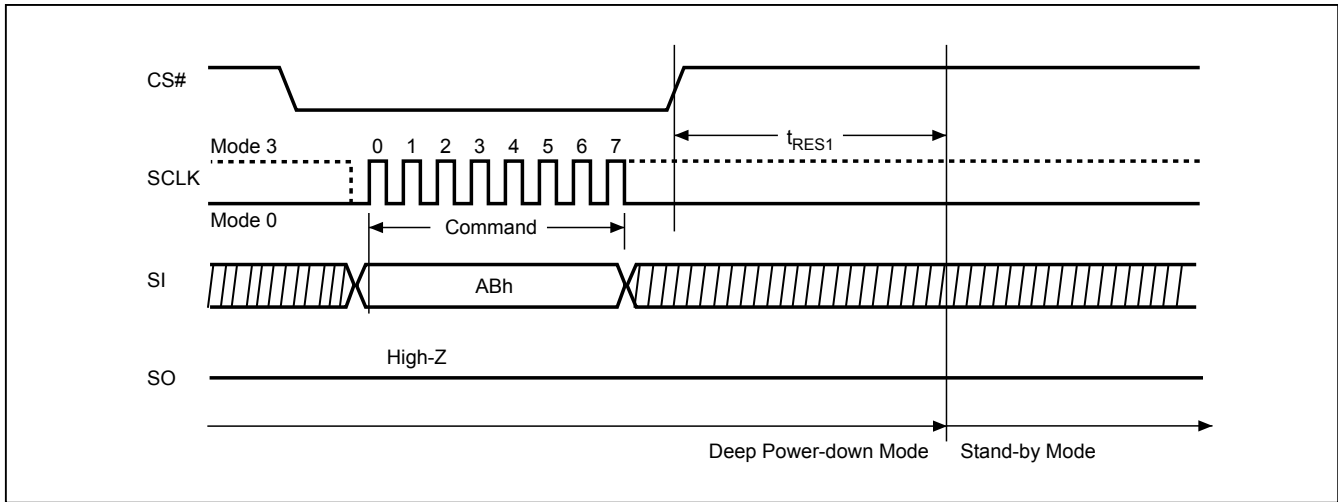 CS#
t_RES1
Mode 3
0 1 2 3 4 5 6 7
SCLK
Mode 0
Command
SI
ABh
High-Z
SO
Deep Power-down Mode
Stand-by Mode